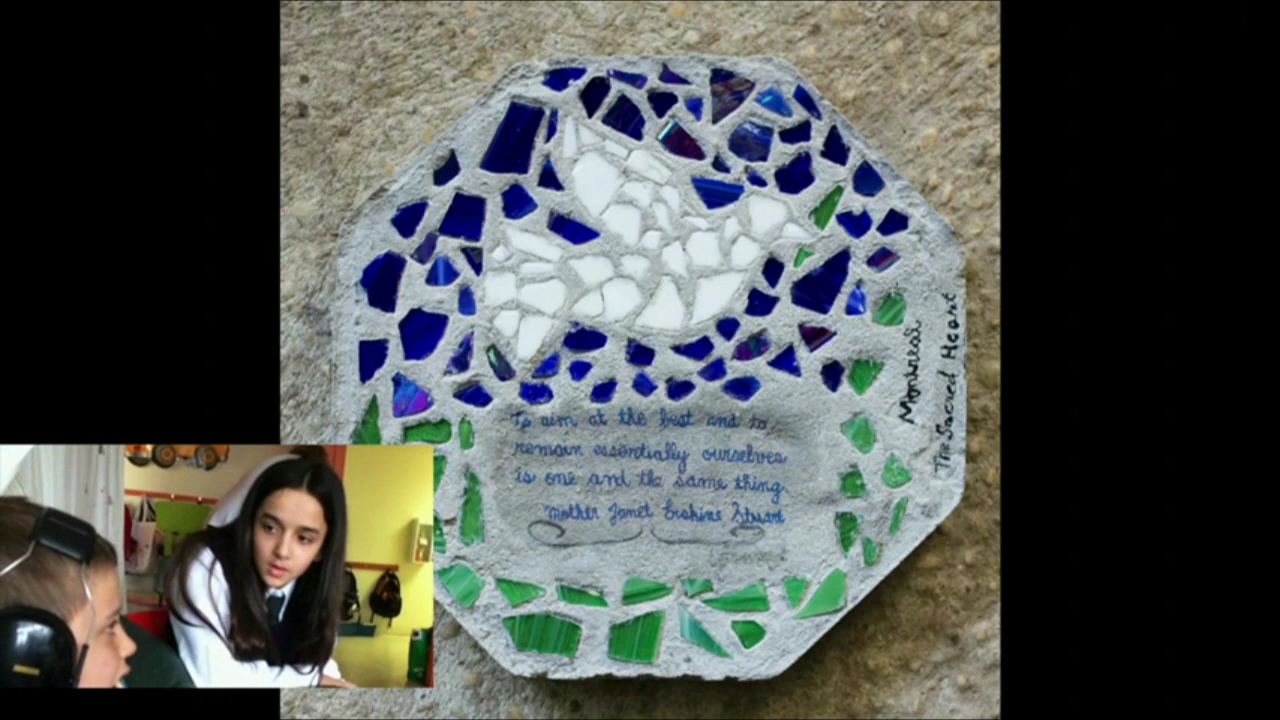 To aim at the best and to
remain essentially ourselves
is one and the same thing.
Mother Janet Erskine Stuart
Montreal
The Sacred Heart